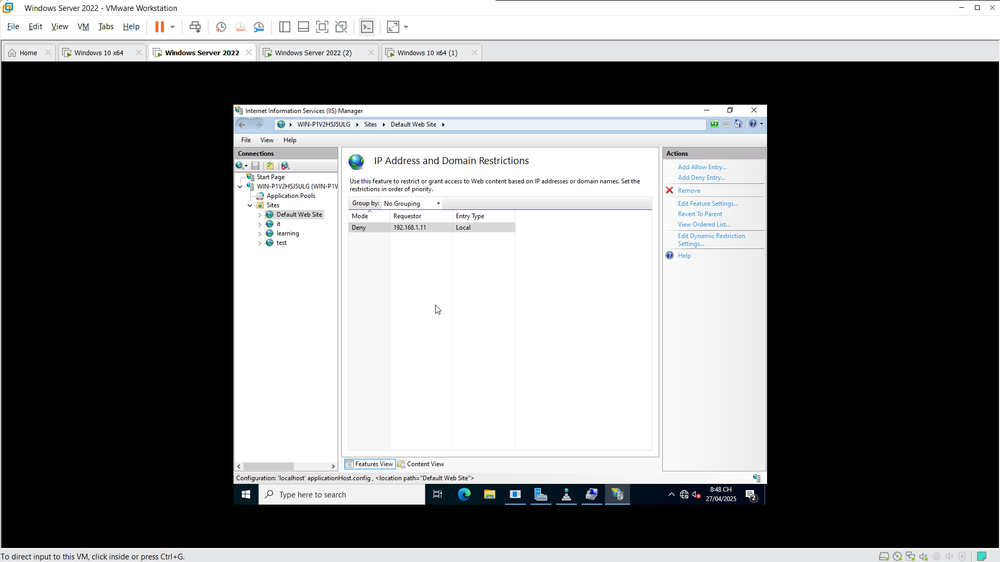 Windows Server 2022 - VMware Workstation
File Edit View VM Tabs Help
Home
Windows 10 x64
Windows Server 2022
Windows Server 2022 (2)
Windows 10 x64 (1)
Internet Information Services (IIS) Manager
WIN-P1V2HSJ5ULG Sites Default Web Site
File View Help
Connections
Start Page
WIN-P1V2HSJ5ULG (WIN-P1V
Application Pools
Sites
Default Web Site
it
learning
test
IP Address and Domain Restrictions
Use this feature to restrict or grant access to Web content based on IP addresses or domain names. Set the
restrictions in order of priority.
Group by: No Grouping
Mode Requestor Entry Type
Deny 192.168.1.11 Local
Features View Content View
Actions
Add Allow Entry...
Add Deny Entry...
Remove
Edit Feature Settings...
Revert To Parent
View Ordered List...
Edit Dynamic Restriction
Settings...
Help
Configuration: 'localhost' applicationHost.config , <location path="Default Web Site">
Type here to search
8:48 CH
27/04/2025
2
To direct input to this VM, click inside or press Ctrl+G.